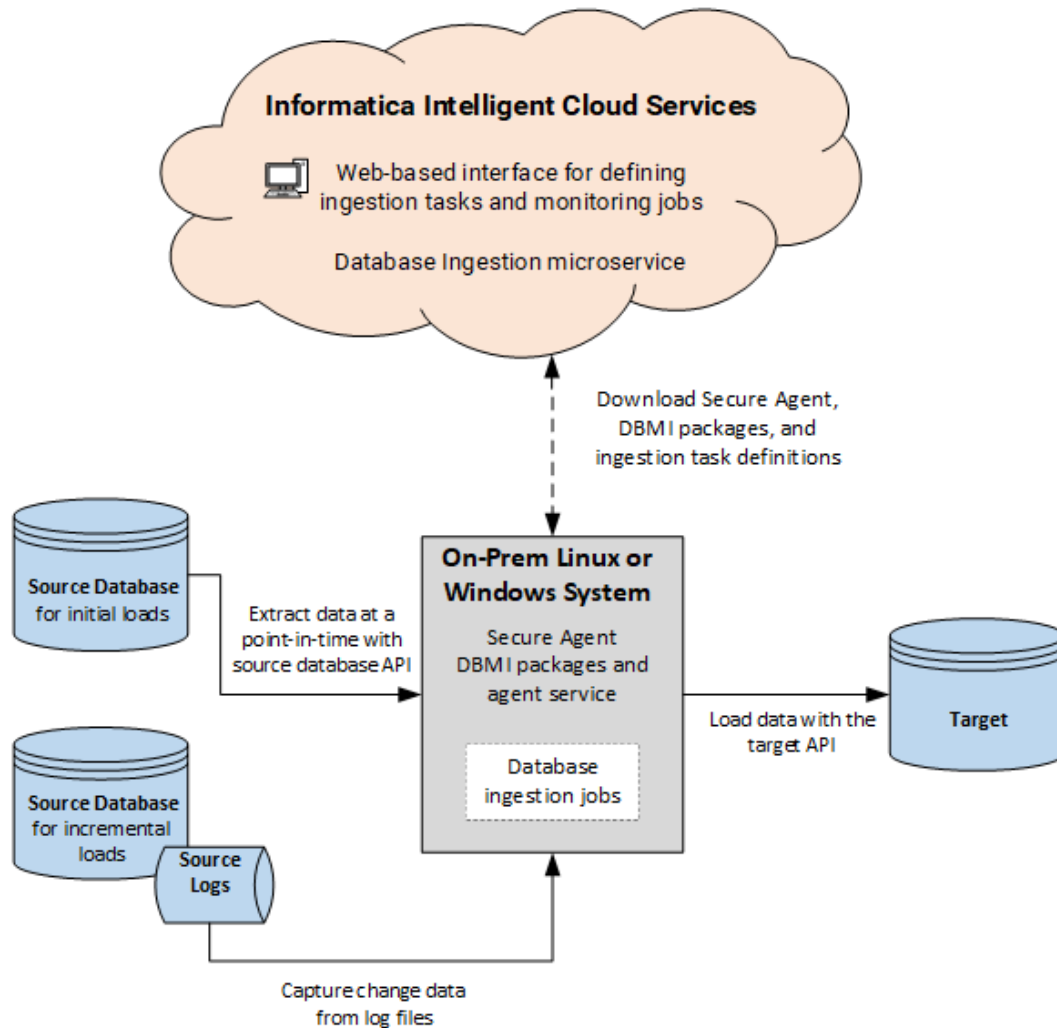 Informatica Intelligent Cloud Services
Web-based interface for defining
ingestion tasks and monitoring jobs
Database Ingestion microservice
Download Secure Agent,
DBMI packages, and
ingestion task definitions
Source Database
for initial loads
Extract data at a
point-in-time with
source database API
On-Prem Linux or
Windows System
Secure Agent
DBMI packages and
agent service
Database
ingestion jobs
Load data with the
target API
Target
Source Database
for incremental
loads
Source
Logs
Capture change data
from log files